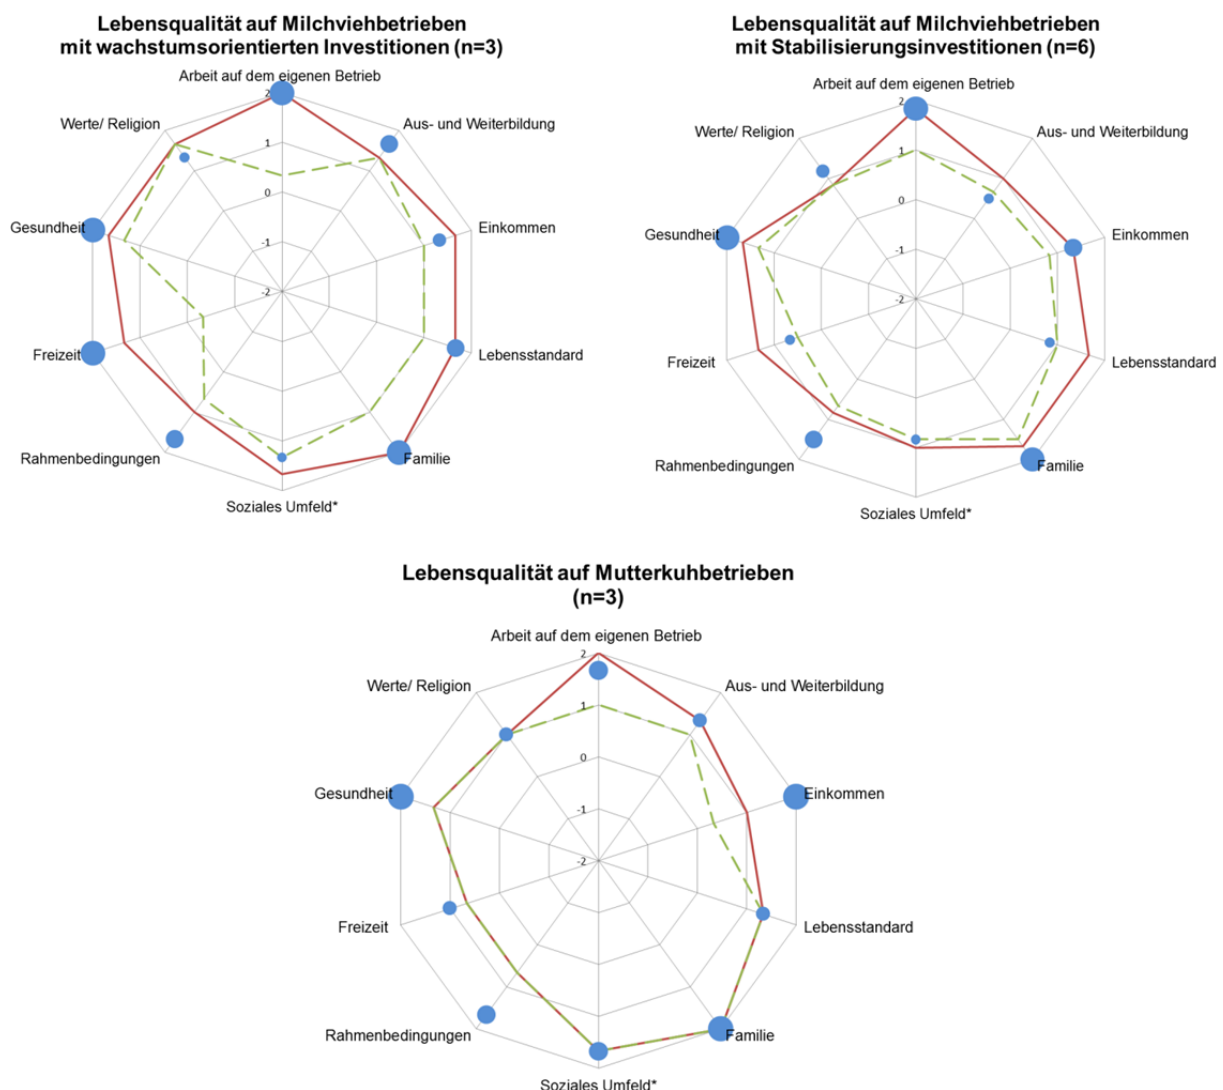 Lebensqualität auf Milchviehbetrieben
mit wachstumsorientierten Investitionen (n=3)
Arbeit auf dem eigenen Betrieb
Werte/ Religion
Aus- und Weiterbildung
Gesundheit
Einkommen
Freizeit
Lebensstandard
Rahmenbedingungen
Familie
Soziales Umfeld*
2
1
0
-1
-2
Lebensqualität auf Milchviehbetrieben
mit Stabilisierungsinvestitionen (n=6)
Arbeit auf dem eigenen Betrieb
Werte/ Religion
Aus- und Weiterbildung
Gesundheit
Einkommen
Freizeit
Lebensstandard
Rahmenbedingungen
Familie
Soziales Umfeld*
2
1
0
-1
-2
Lebensqualität auf Mutterkuhbetrieben
(n=3)
Arbeit auf dem eigenen Betrieb
Werte/ Religion
Aus- und Weiterbildung
Gesundheit
Einkommen
Freizeit
Lebensstandard
Rahmenbedingungen
Familie
Soziales Umfeld*
2
1
0
-1
-2